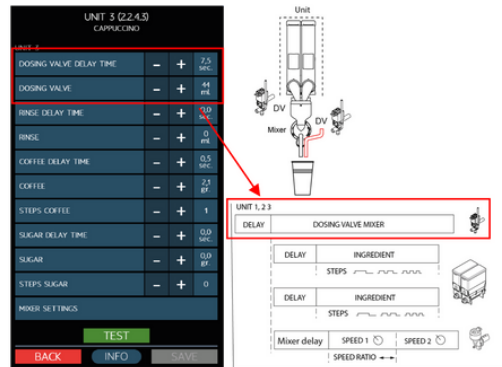 UNIT 3 (2.2.4.3)
CAPPUCCINO
UNIT 3
DOSING VALVE DELAY TIME - + 7,5 sec.
DOSING VALVE - + 44 ml
RINSE DELAY TIME - + 0,0 sec.
RINSE - + 0 ml
COFFEE DELAY TIME - + 0,5 sec.
COFFEE - + 2,1 gr.
STEPS COFFEE - + 1
SUGAR DELAY TIME - + 0,0 sec.
SUGAR - + 0,0 gr.
STEPS SUGAR - + 0
MIXER SETTINGS
TEST
BACK INFO SAVE
Unit
DV
DV
Mixer
UNIT 1, 2 3
DELAY DOSING VALVE MIXER
DELAY INGREDIENT
STEPS
DELAY INGREDIENT
STEPS
Mixer delay SPEED 1 SPEED 2
SPEED RATIO